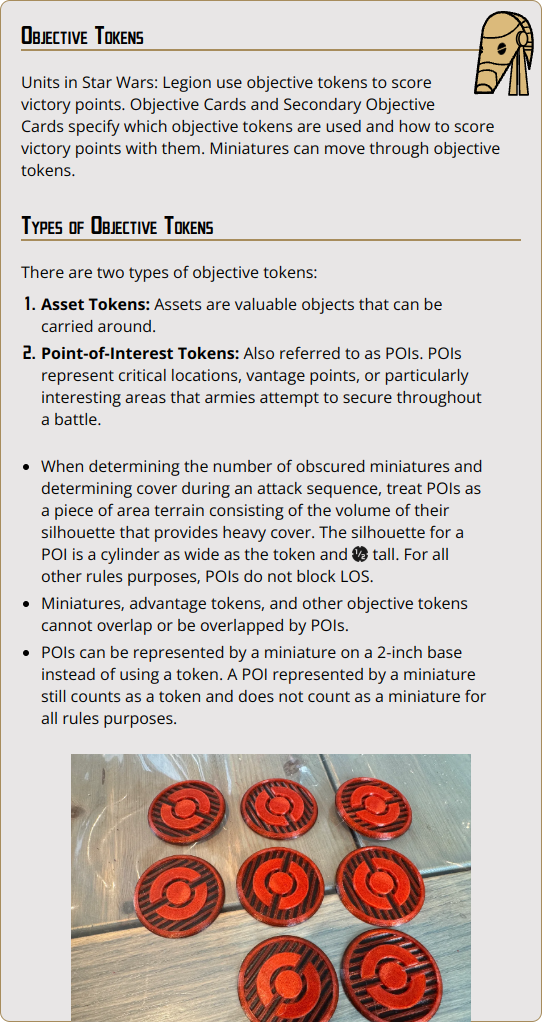 Objective Tokens
Units in Star Wars: Legion use objective tokens to score
victory points. Objective Cards and Secondary Objective
Cards specify which objective tokens are used and how to score
victory points with them. Miniatures can move through objective
tokens.
Types of Objective Tokens
There are two types of objective tokens:
1. Asset Tokens: Assets are valuable objects that can be
carried around.
2. Point-of-Interest Tokens: Also referred to as POIs. POIs
represent critical locations, vantage points, or particularly
interesting areas that armies attempt to secure throughout
a battle.
• When determining the number of obscured miniatures and
determining cover during an attack sequence, treat POIs as
a piece of area terrain consisting of the volume of their
silhouette that provides heavy cover. The silhouette for a
POI is a cylinder as wide as the token and ½ tall. For all
other rules purposes, POIs do not block LOS.
• Miniatures, advantage tokens, and other objective tokens
cannot overlap or be overlapped by POIs.
• POIs can be represented by a miniature on a 2-inch base
instead of using a token. A POI represented by a miniature
still counts as a token and does not count as a miniature for
all rules purposes.